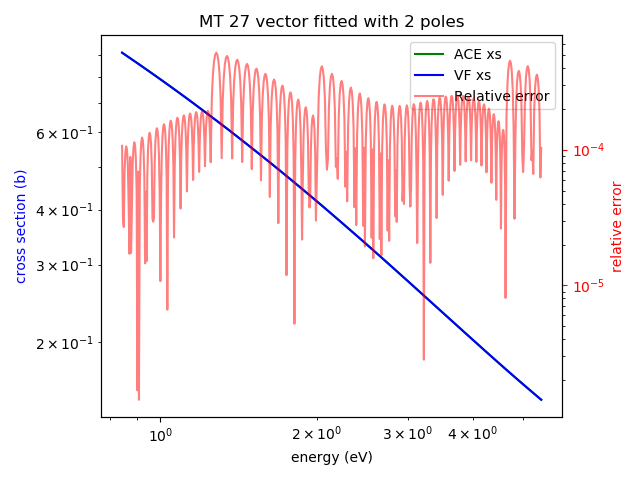 MT 27 vector fitted with 2 poles
ACE xs
VF xs
Relative error
6 × 10⁻¹
4 × 10⁻¹
3 × 10⁻¹
2 × 10⁻¹
cross section (b)
10⁻⁴
10⁻⁵
relative error
10⁰
2 × 10⁰
3 × 10⁰
4 × 10⁰
energy (eV)